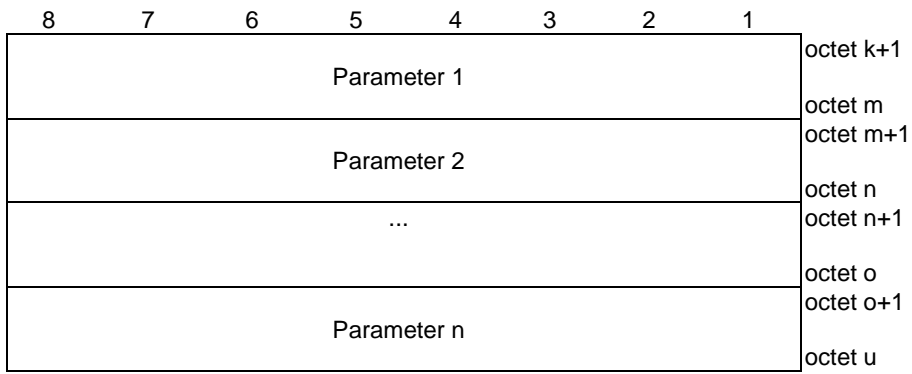 8 7 6 5 4 3 2 1
octet k+1
Parameter 1
octet m
octet m+1
Parameter 2
octet n
... octet n+1
octet o
octet o+1
Parameter n
octet u